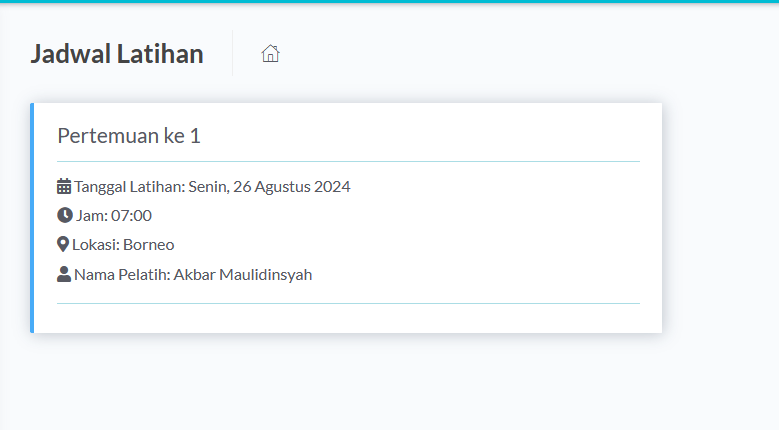 Jadwal Latihan
Pertemuan ke 1
Tanggal Latihan: Senin, 26 Agustus 2024
Jam: 07:00
Lokasi: Borneo
Nama Pelatih: Akbar Maulidinsyah